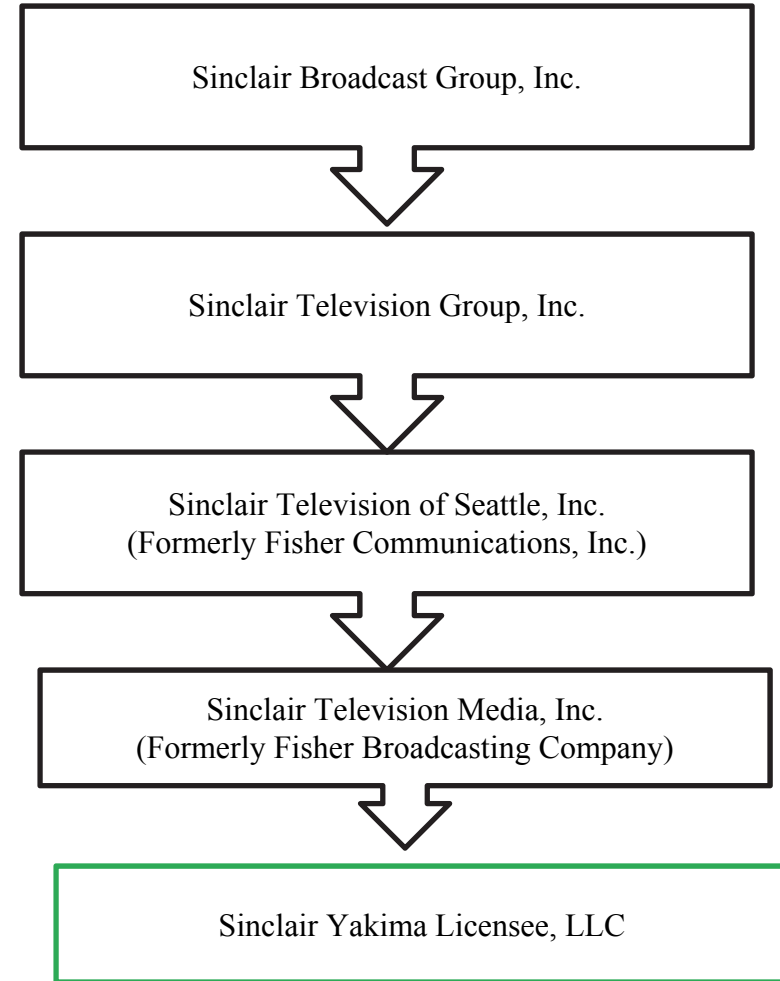 Sinclair Broadcast Group, Inc.
Sinclair Television Group, Inc.
Sinclair Television of Seattle, Inc.
(Formerly Fisher Communications, Inc.)
Sinclair Television Media, Inc.
(Formerly Fisher Broadcasting Company)
Sinclair Yakima Licensee, LLC